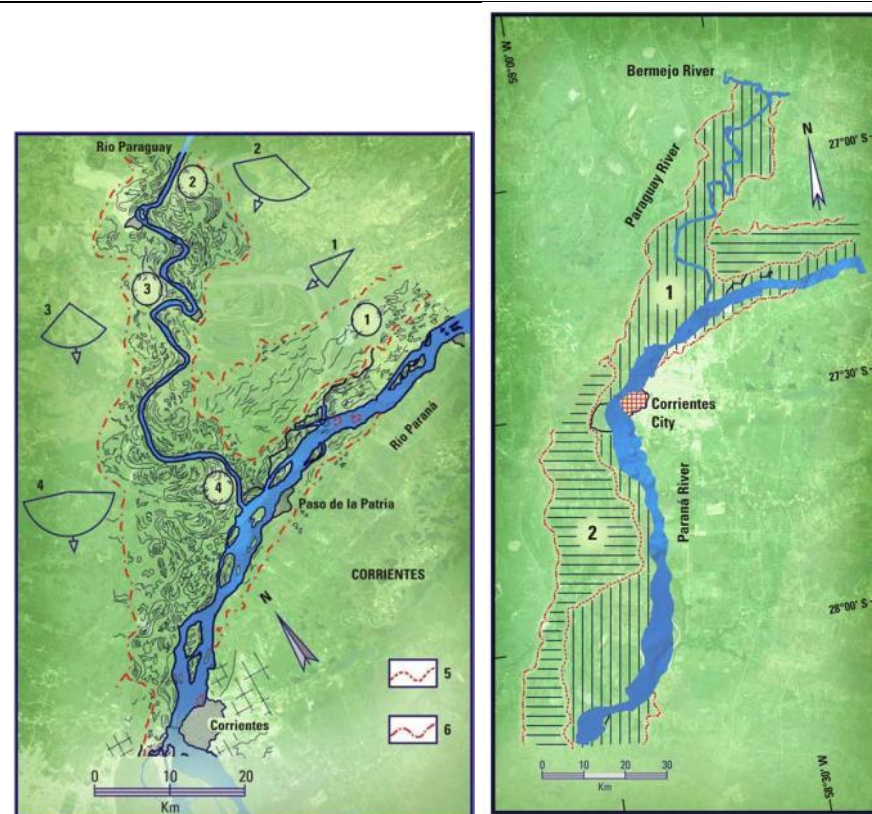 Rio Paraguay
2
2
1
3
3
1
4
4
Río Paraná
Paso de la Patria
CORRIENTES
N
5
6
Corrientes
0
10
20
Km
59°00' W
Bermejo River
N
27°00' S
Paraguay River
1
27°30' S
Corrientes
City
Paraná River
2
28°00' S
0
10
20
30
Km
58°30' W